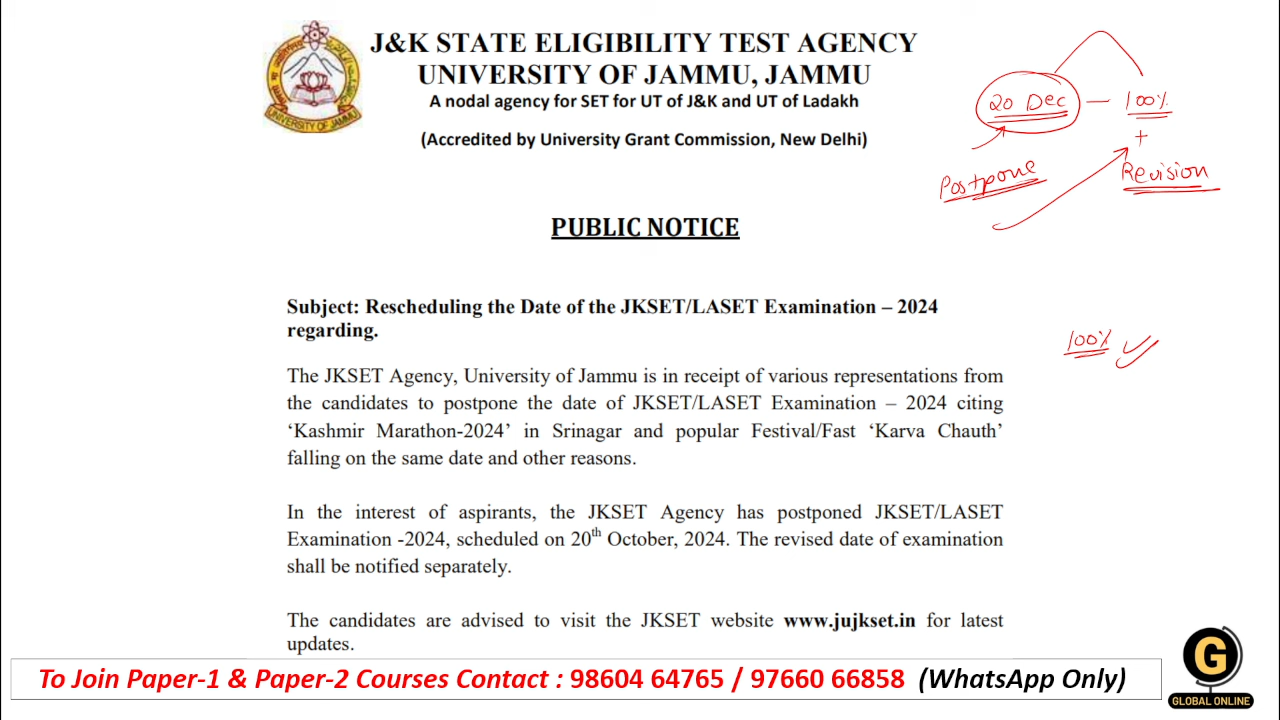 J&K STATE ELIGIBILITY TEST AGENCY
UNIVERSITY OF JAMMU, JAMMU
A nodal agency for SET for UT of J&K and UT of Ladakh
(Accredited by University Grant Commission, New Delhi)
UNIVERSITY OF JAMMU
20 Dec — 100%
+
Postpone
Revision
PUBLIC NOTICE
Subject: Rescheduling the Date of the JKSET/LASET Examination – 2024
regarding.
100%
The JKSET Agency, University of Jammu is in receipt of various representations from
the candidates to postpone the date of JKSET/LASET Examination – 2024 citing
‘Kashmir Marathon-2024’ in Srinagar and popular Festival/Fast ‘Karva Chauth’
falling on the same date and other reasons.
In the interest of aspirants, the JKSET Agency has postponed JKSET/LASET
Examination -2024, scheduled on 20th October, 2024. The revised date of examination
shall be notified separately.
The candidates are advised to visit the JKSET website www.jujkset.in for latest
updates.
To Join Paper-1 & Paper-2 Courses Contact : 98604 64765 / 97660 66858 (WhatsApp Only)
G
GLOBAL ONLINE